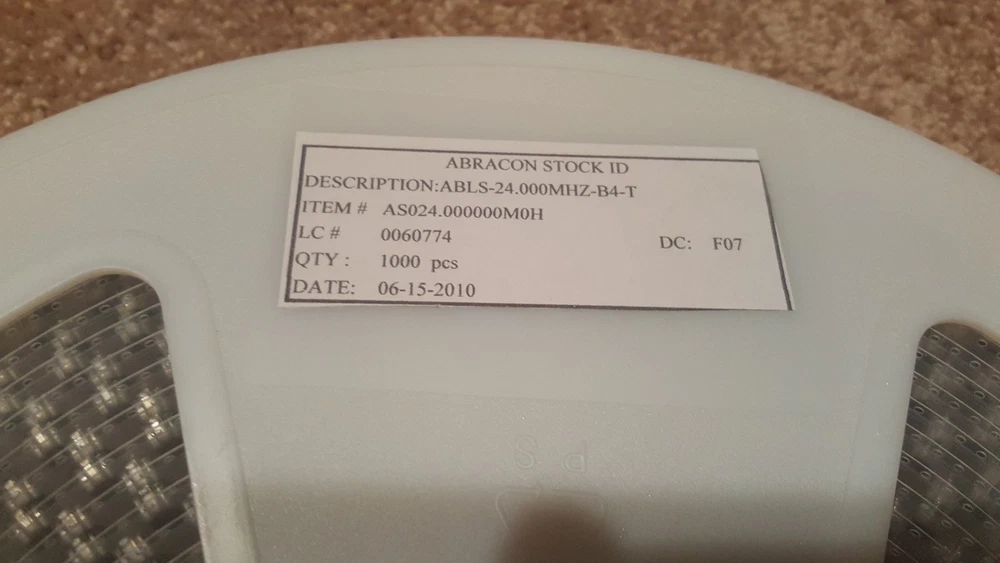 ABRACON STOCK ID
DESCRIPTION:ABLS-24.000MHZ-B4-T
ITEM # AS024.000000M0H
LC # 0060774 DC: F07
QTY : 1000 pcs
DATE: 06-15-2010
PS